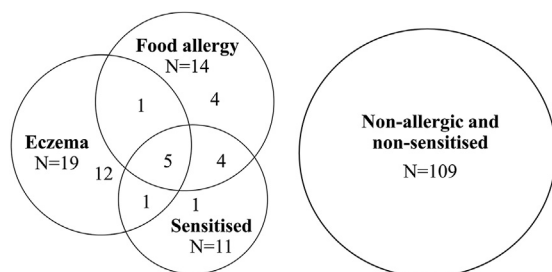 Food allergy
N=14
1
4
Eczema
N=19
12
5
4
1
1
Sensitised
N=11
Non-allergic and
non-sensitised
N=109